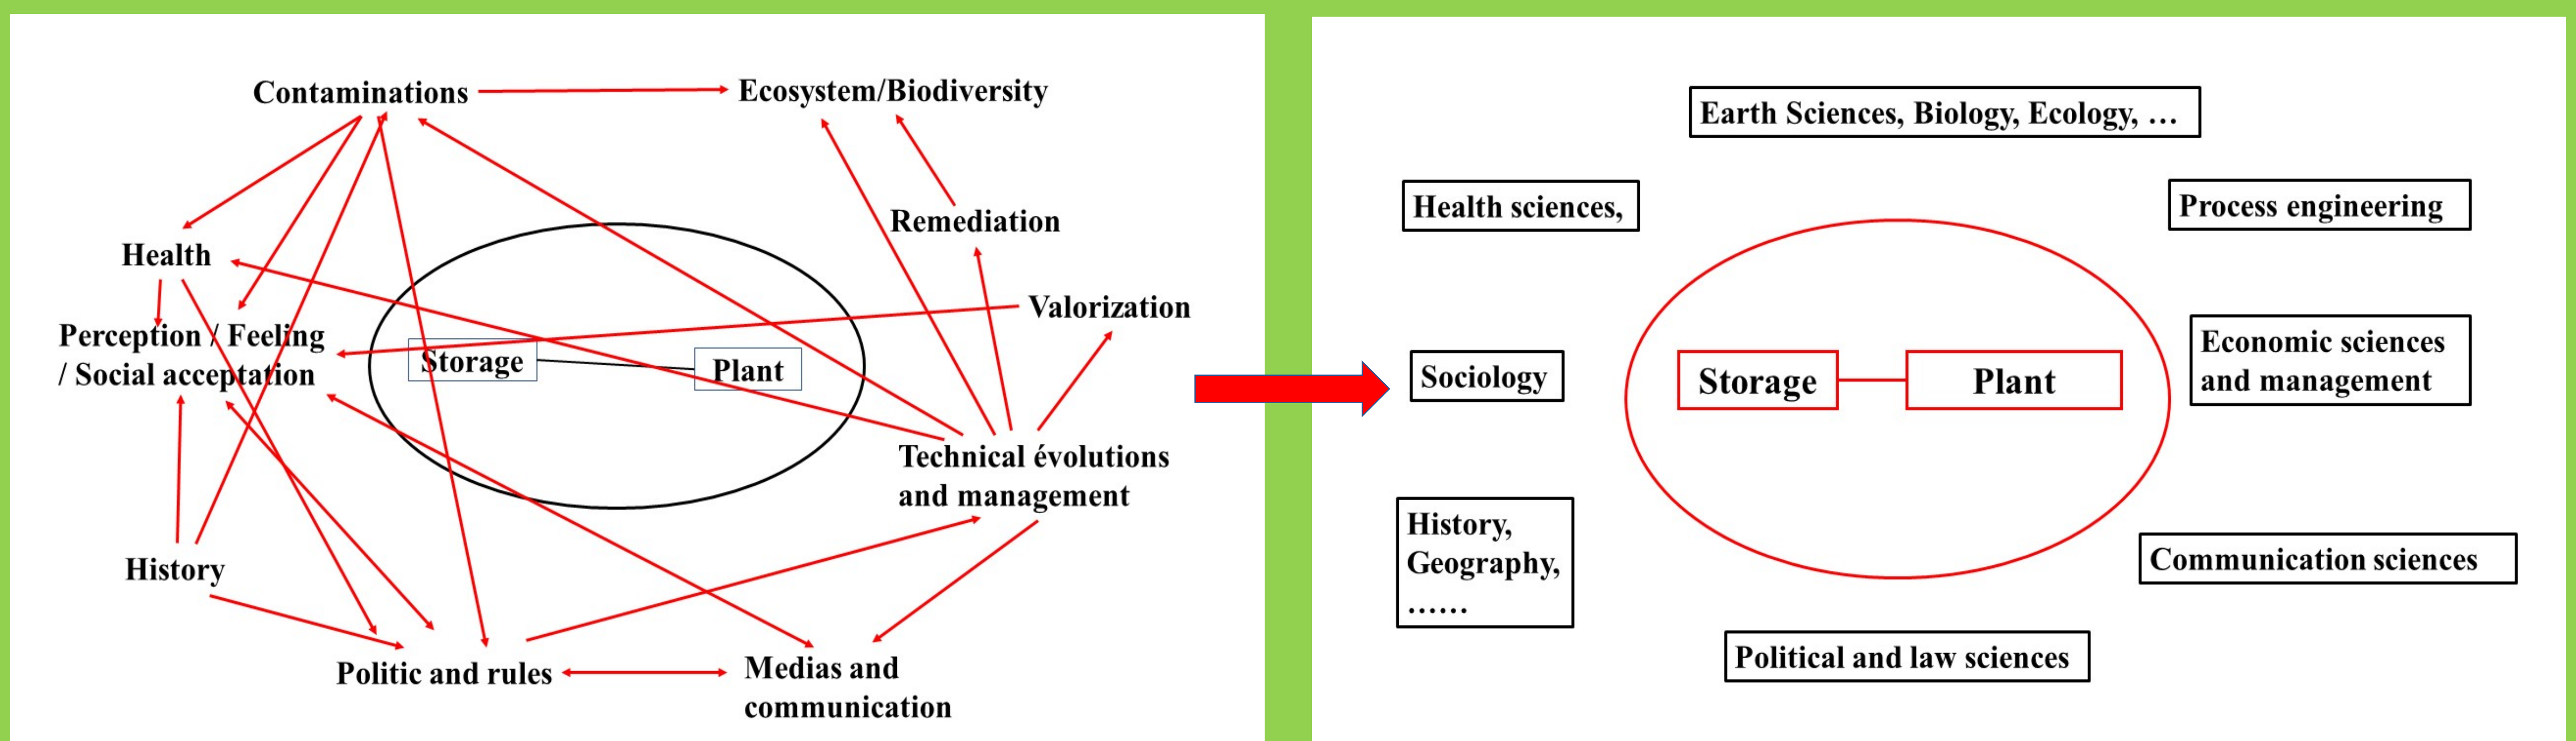 Contaminations
Ecosystem/Biodiversity
Remediation
Health
Valorization
Perception / Feeling
/ Social acceptation
Storage
Plant
Technical évolutions
and management
History
Politic and rules
Medias and
communication
Earth Sciences, Biology, Ecology, …
Health sciences,
Process engineering
Economic sciences
and management
Sociology
Storage
Plant
History,
Geography,
……
Communication sciences
Political and law sciences